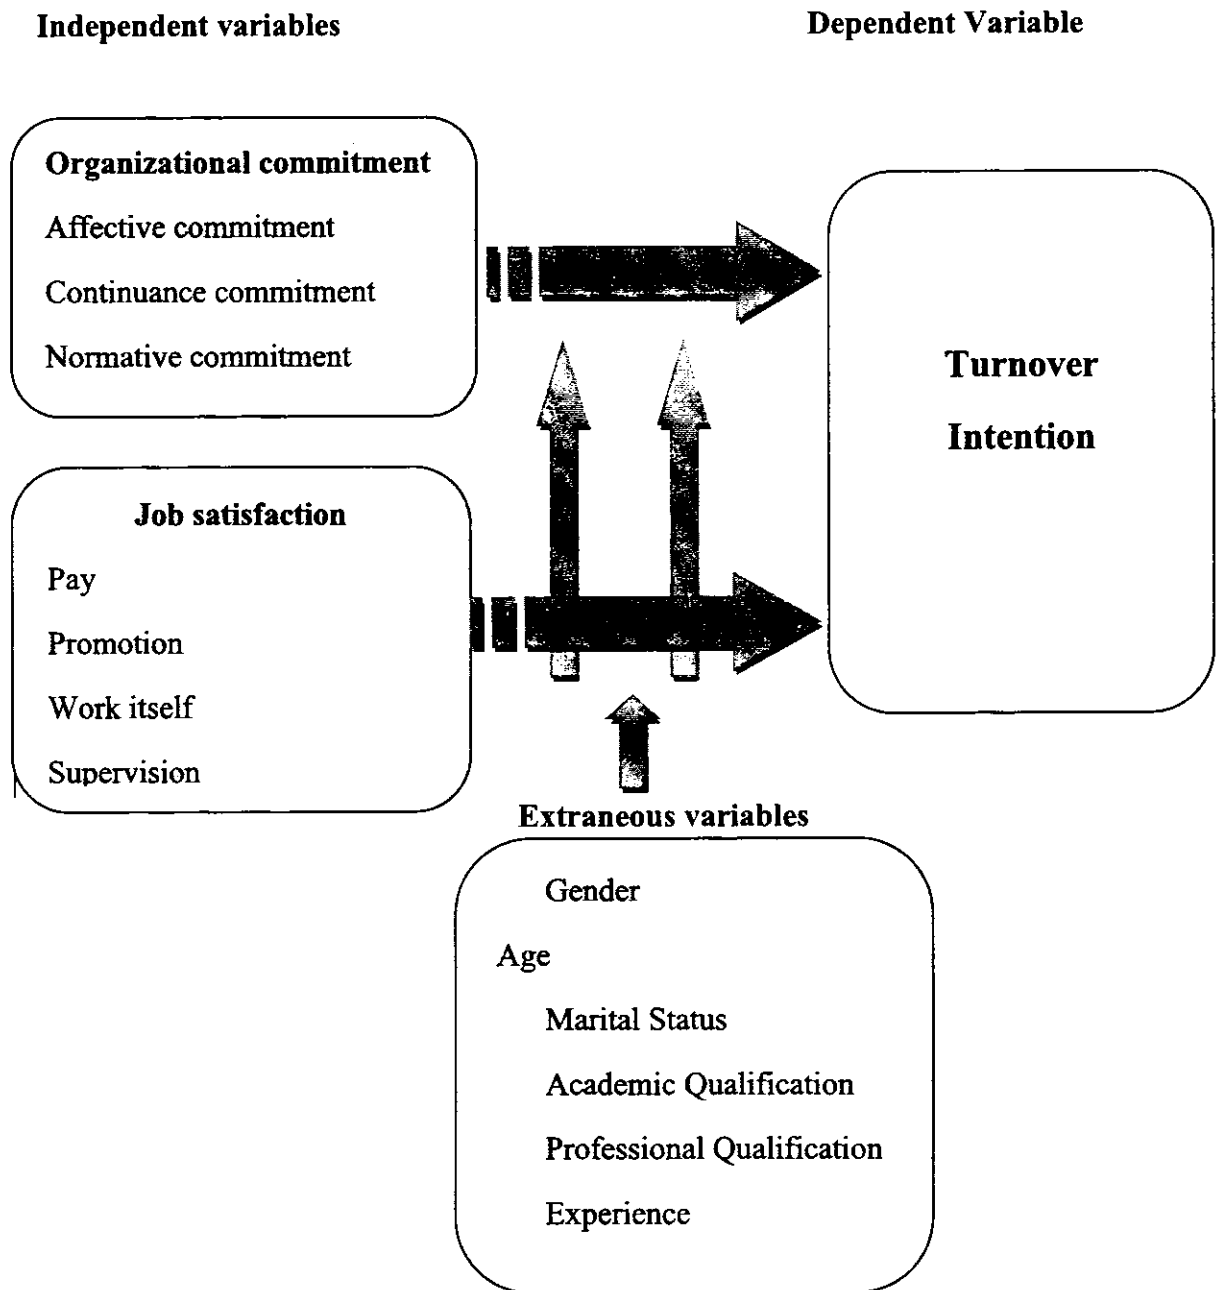 Independent variables
Dependent Variable
Organizational commitment
Affective commitment
Continuance commitment
Normative commitment
Job satisfaction
Pay
Promotion
Work itself
Supervision
Turnover
Intention
Extraneous variables
Gender
Age
Marital Status
Academic Qualification
Professional Qualification
Experience